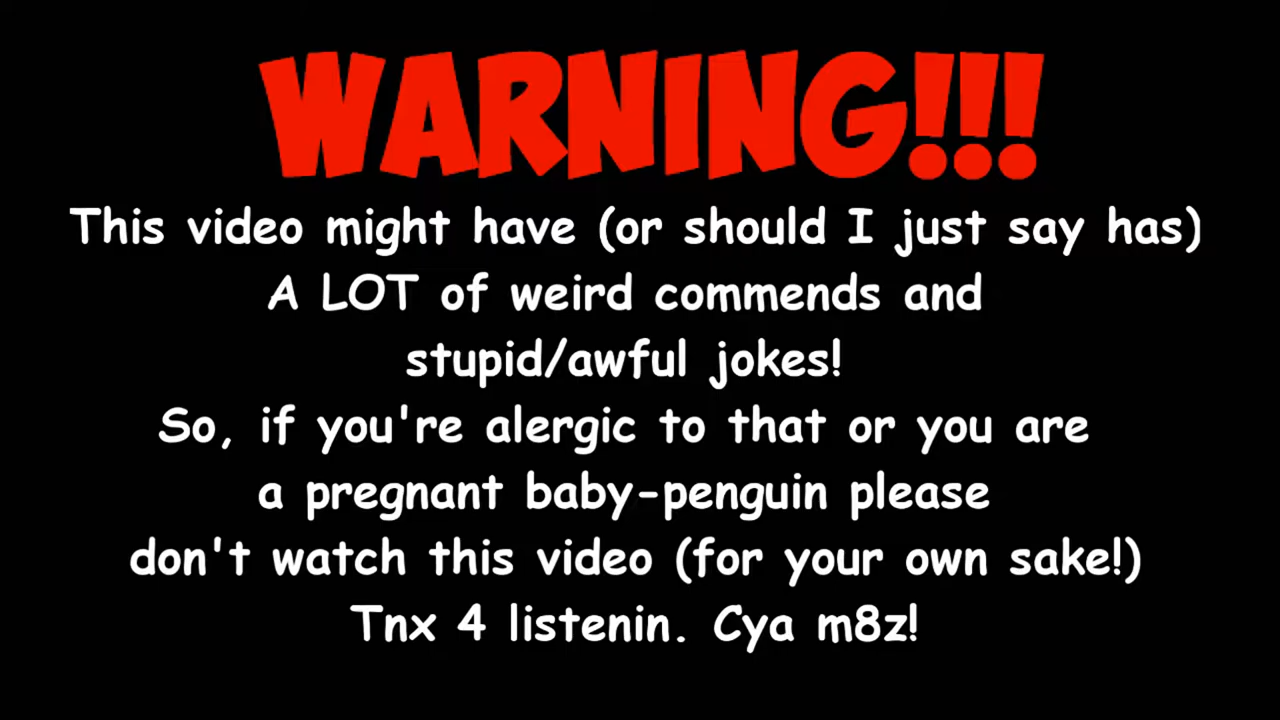 WARNING!!!
This video might have (or should I just say has)
A LOT of weird commends and
stupid/awful jokes!
So, if you're alergic to that or you are
a pregnant baby-penguin please
don't watch this video (for your own sake!)
Tnx 4 listenin. Cya m8z!